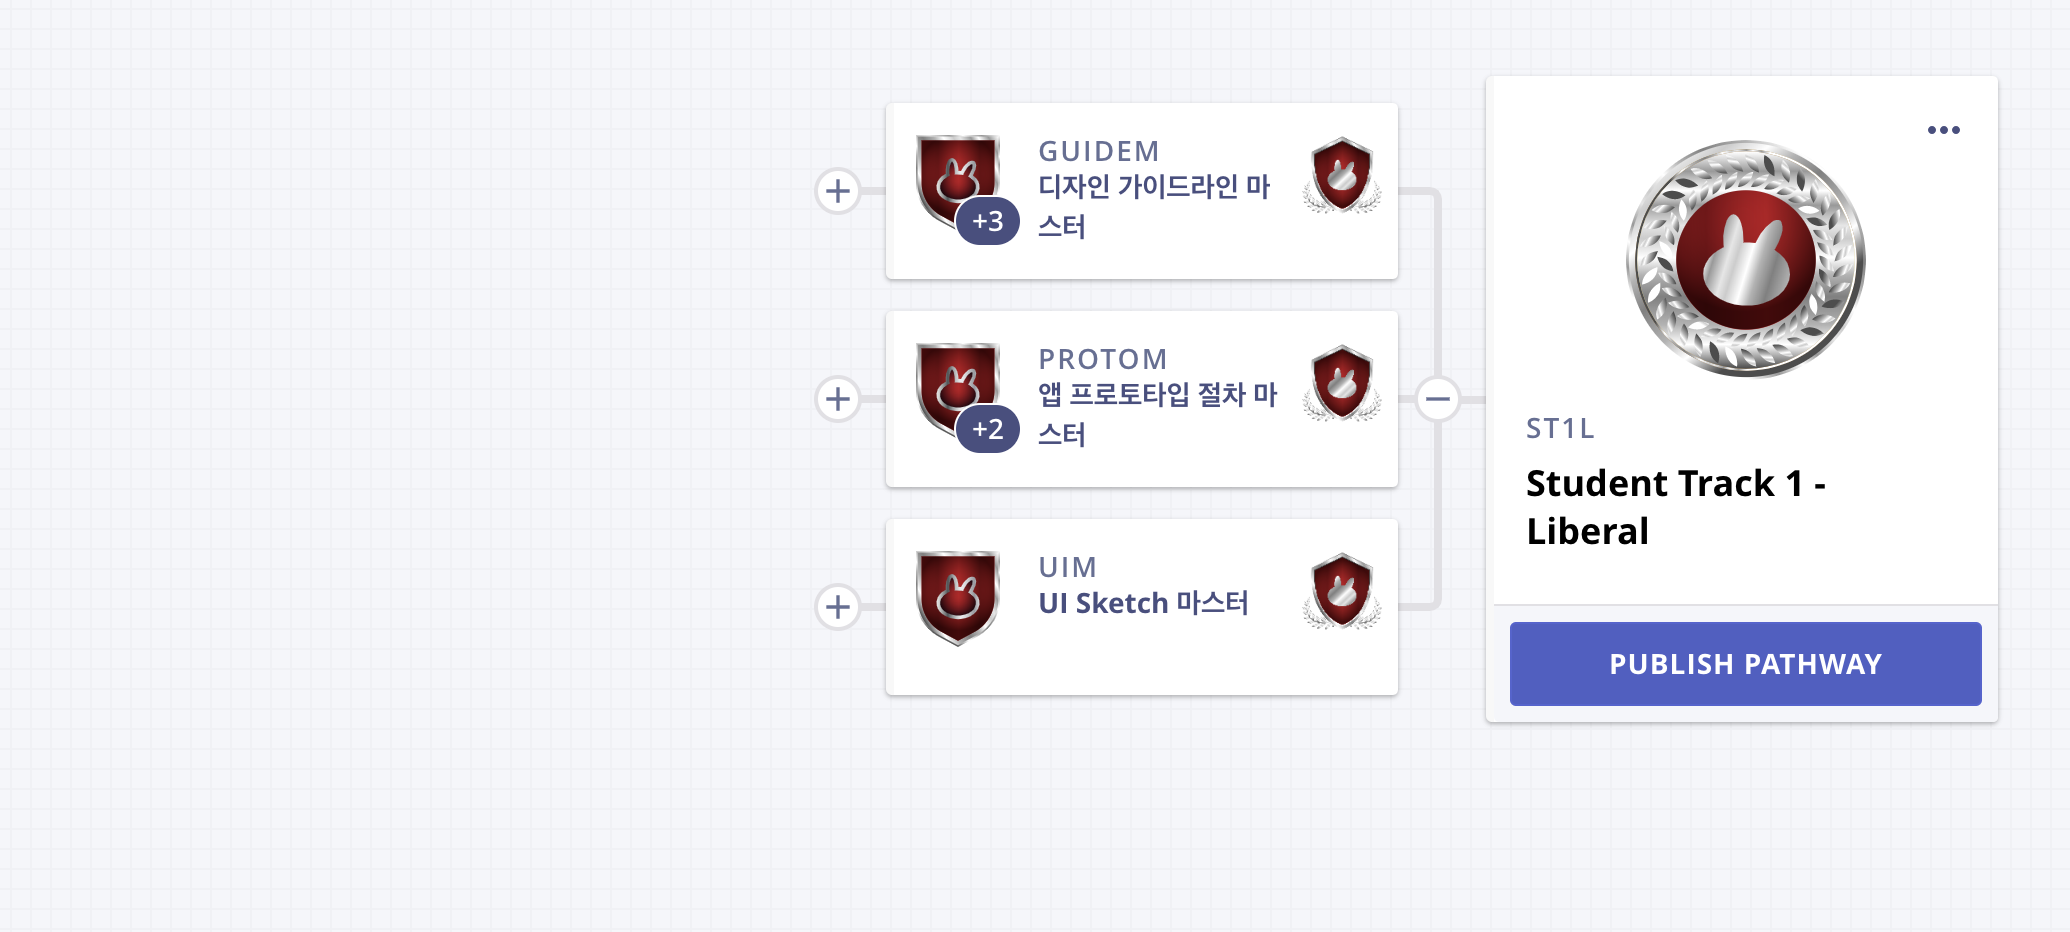 GUIDEM
디자인 가이드라인 마
스터
+3
PROTOM
앱 프로토타입 절차 마
스터
+2
UIM
UI Sketch 마스터
ST1L
Student Track 1 -
Liberal
PUBLISH PATHWAY